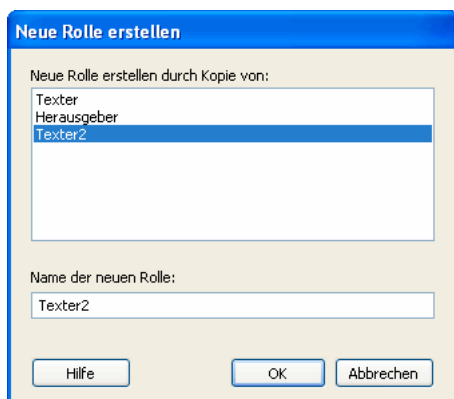 Neue Rolle erstellen
Neue Rolle erstellen durch Kopie von:
Texter
Herausgeber
Texter2
Name der neuen Rolle:
Texter2
Hilfe
OK
Abbrechen